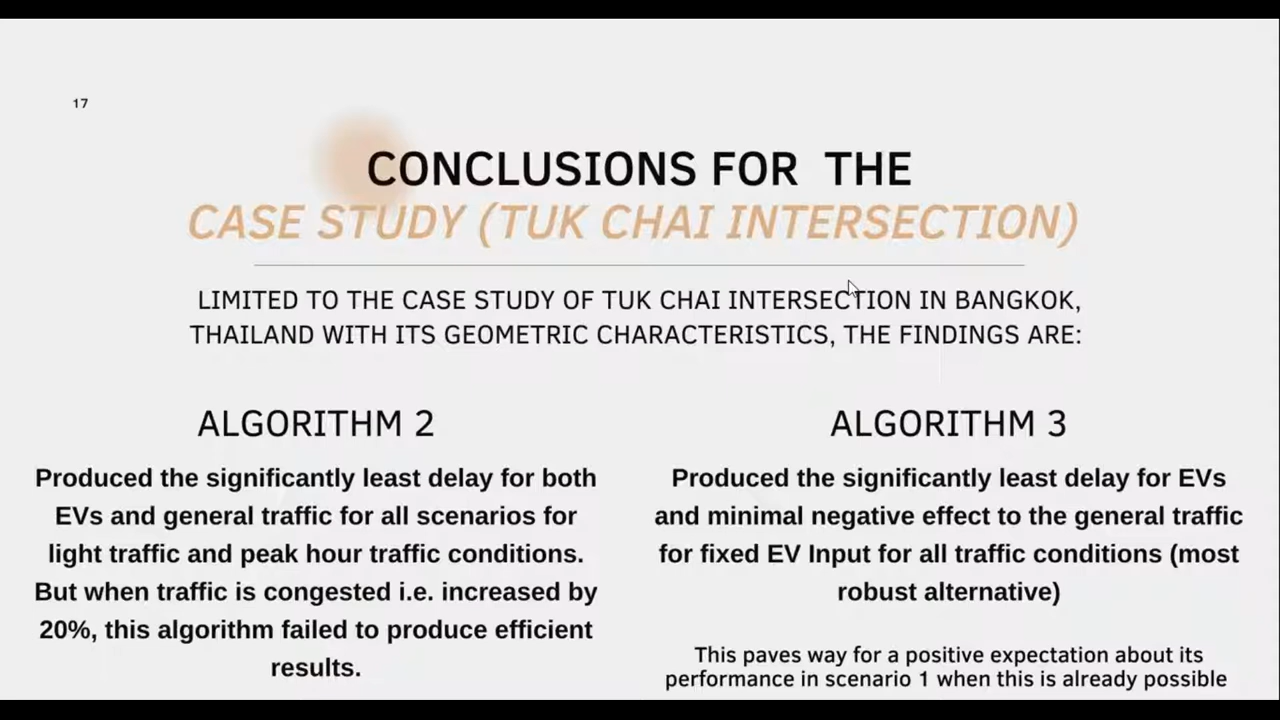 17
CONCLUSIONS FOR THE
CASE STUDY (TUK CHAI INTERSECTION)
LIMITED TO THE CASE STUDY OF TUK CHAI INTERSECTION IN BANGKOK,
THAILAND WITH ITS GEOMETRIC CHARACTERISTICS, THE FINDINGS ARE:
ALGORITHM 2
Produced the significantly least delay for both
EVs and general traffic for all scenarios for
light traffic and peak hour traffic conditions.
But when traffic is congested i.e. increased by
20%, this algorithm failed to produce efficient
results.
ALGORITHM 3
Produced the significantly least delay for EVs
and minimal negative effect to the general traffic
for fixed EV Input for all traffic conditions (most
robust alternative)
This paves way for a positive expectation about its
performance in scenario 1 when this is already possible